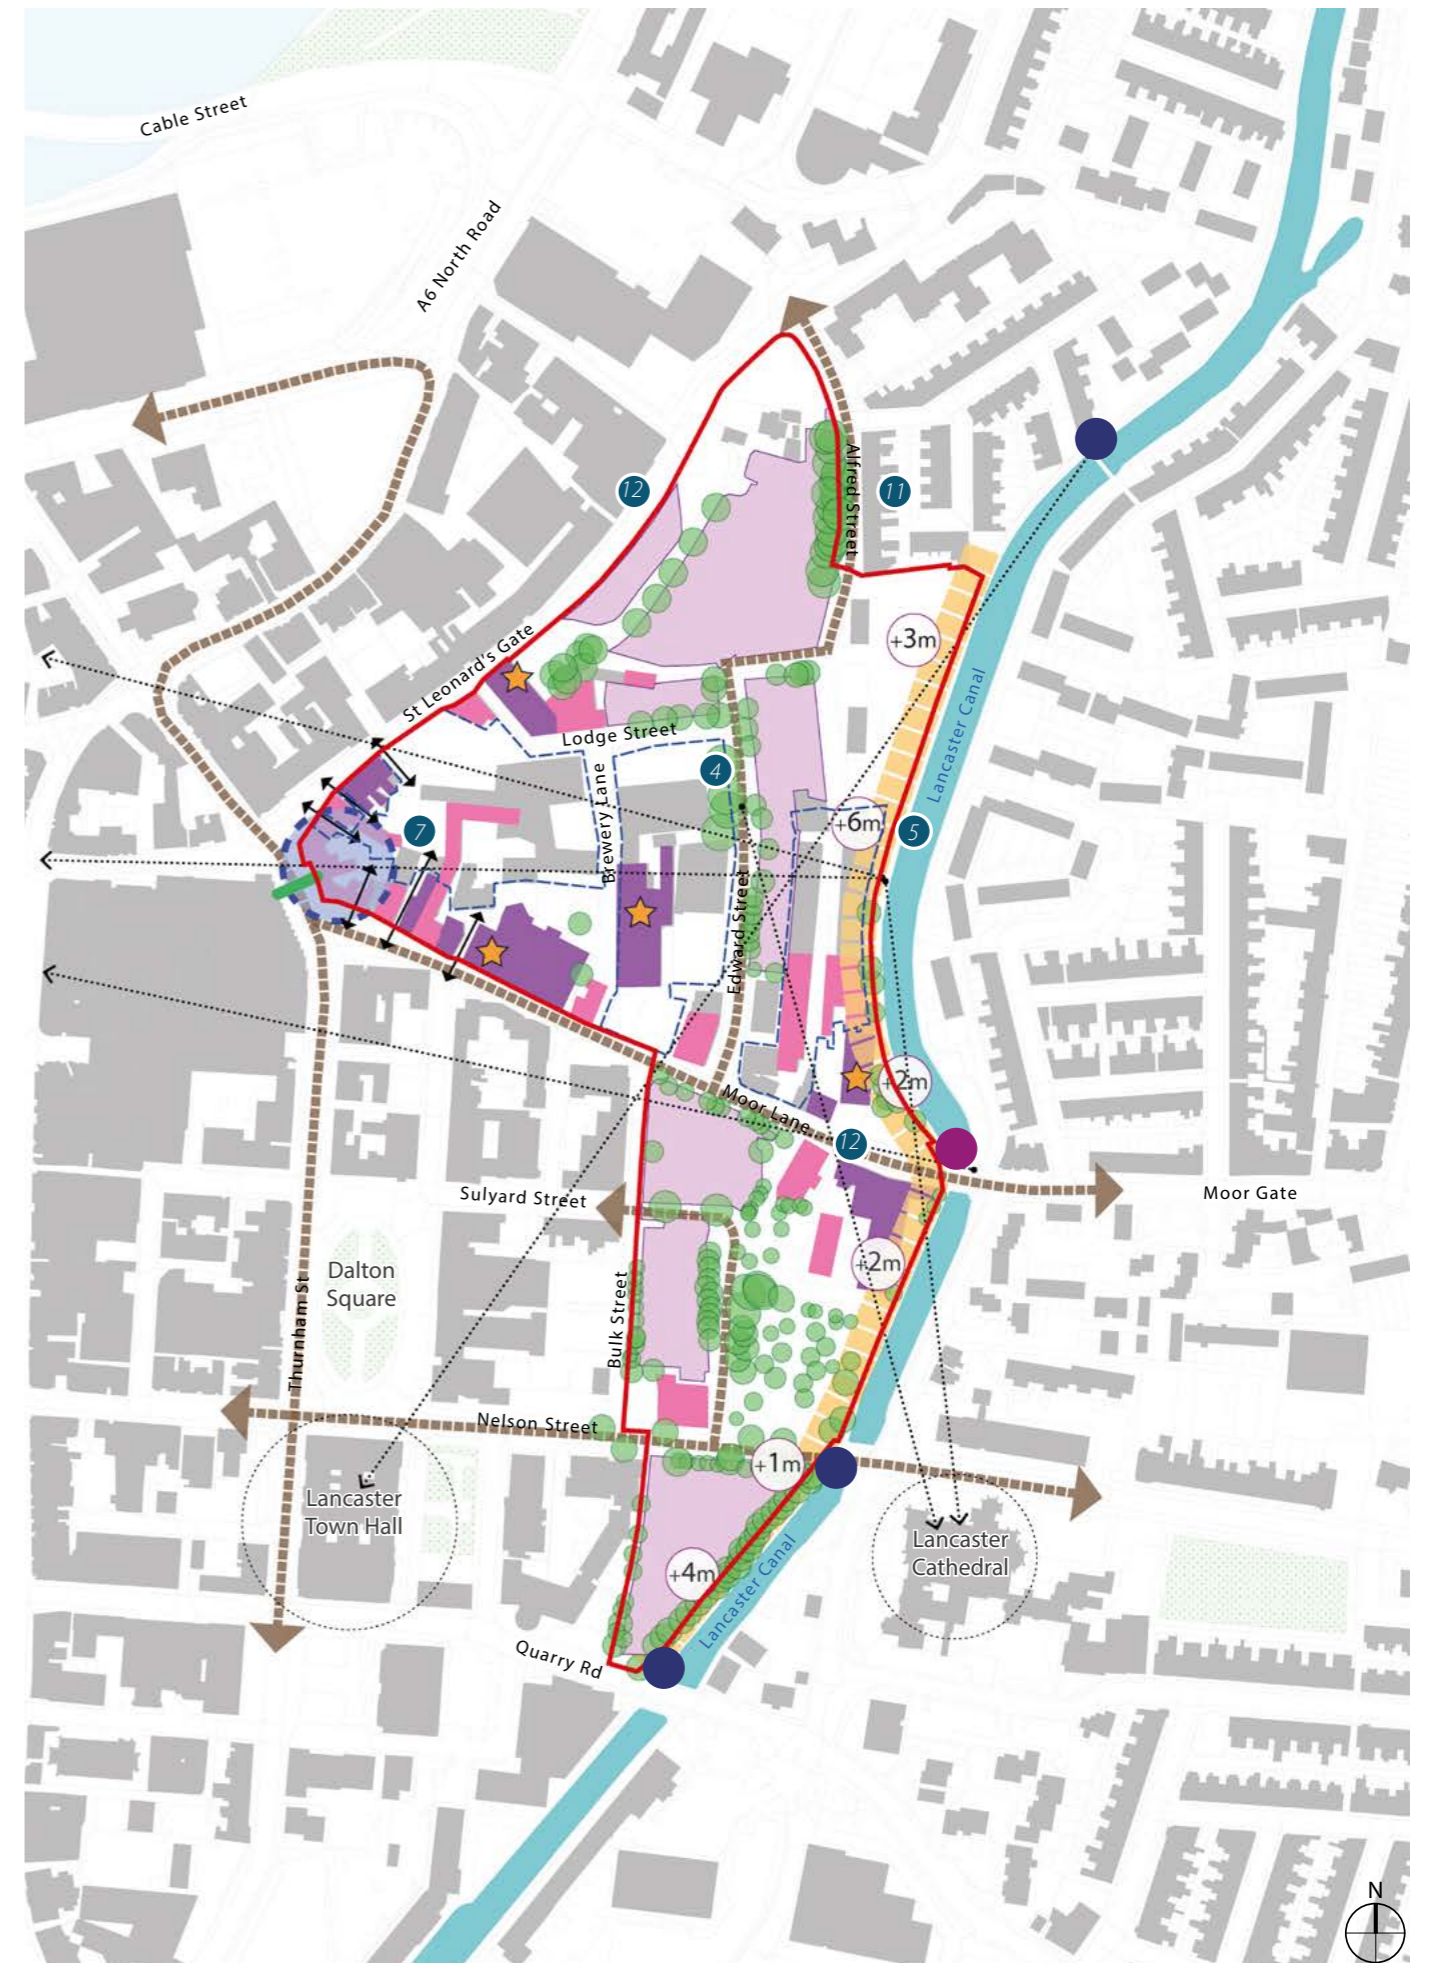 Cable Street
A6 North Road
12
Alfred Street
11
+3m
St Leonard's Gate
Lodge Street
Lancaster Canal
4
Brewery Lane
7
+6m
5
Edward Street
+2m
Moor Lane
12
Sulyard Street
Moor Gate
Dalton
Square
+2m
Thurnham St
Bulk Street
Nelson Street
+1m
Lancaster
Town Hall
Lancaster
Cathedral
+4m
Lancaster Canal
Quarry Rd
N